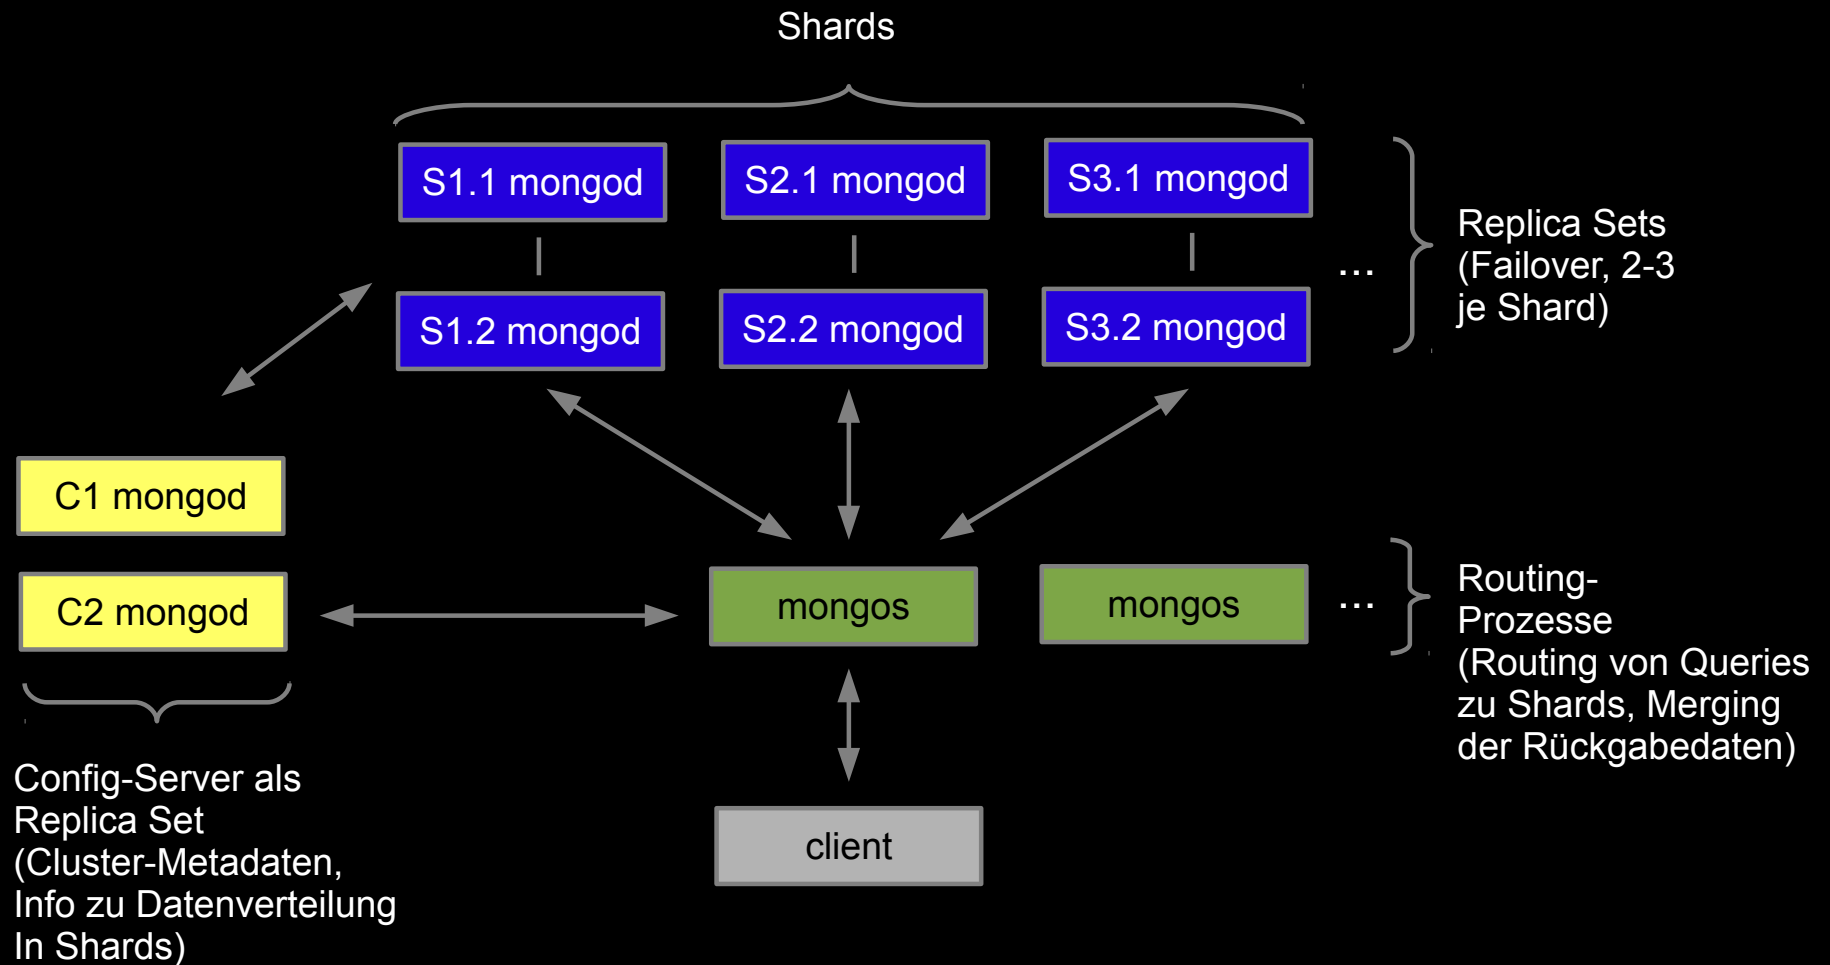 Shards
S1.1 mongod
S2.1 mongod
S3.1 mongod
S1.2 mongod
S2.2 mongod
S3.2 mongod
...
Replica Sets
(Failover, 2-3
je Shard)
C1 mongod
C2 mongod
mongos
mongos
...
Routing-
Prozesse
(Routing von Queries
zu Shards, Merging
der Rückgabedaten)
Config-Server als
Replica Set
(Cluster-Metadaten,
Info zu Datenverteilung
In Shards)
client